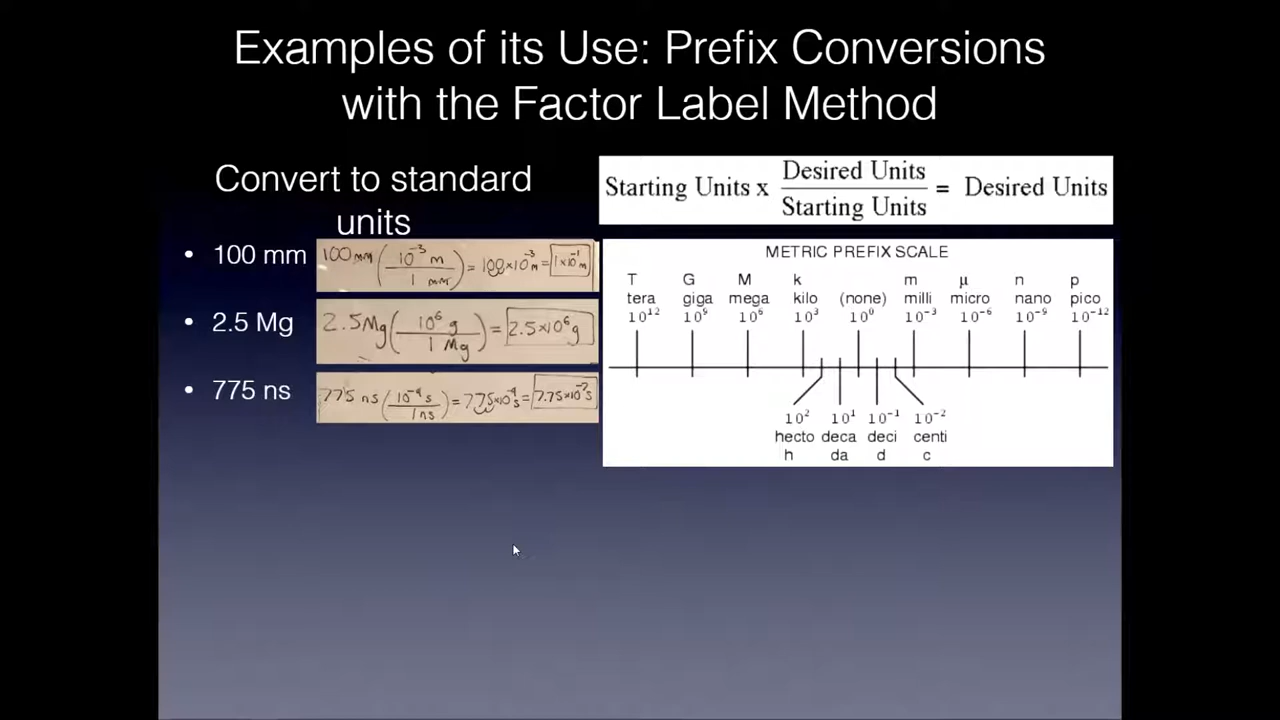 Examples of its Use: Prefix Conversions
with the Factor Label Method
Convert to standard
units
• 100 mm
100 mm (10⁻³ m / 1 mm) = 100×10⁻³ m = 1×10⁻¹ m
• 2.5 Mg
2.5 Mg (10⁶ g / 1 Mg) = 2.5×10⁶ g
• 775 ns
775 ns (10⁻⁹ s / 1 ns) = 775×10⁻⁹ s = 7.75×10⁻⁷ s
Starting Units x Desired Units / Starting Units = Desired Units
METRIC PREFIX SCALE
T G M k m μ n p
tera giga mega kilo (none) milli micro nano pico
10¹² 10⁹ 10⁶ 10³ 10⁰ 10⁻³ 10⁻⁶ 10⁻⁹ 10⁻¹²
10² 10¹ 10⁻¹ 10⁻²
hecto deca deci centi
h da d c